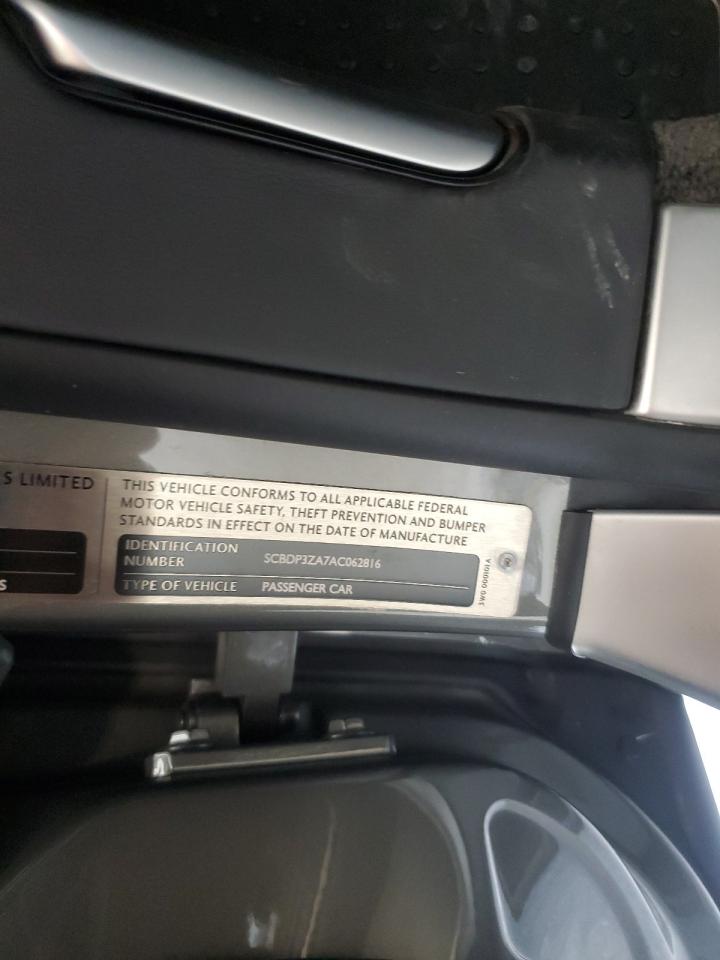 S LIMITED
THIS VEHICLE CONFORMS TO ALL APPLICABLE FEDERAL
MOTOR VEHICLE SAFETY, THEFT PREVENTION AND BUMPER
STANDARDS IN EFFECT ON THE DATE OF MANUFACTURE
IDENTIFICATION
NUMBER SCBDP3ZA7AC062816
TYPE OF VEHICLE PASSENGER CAR
S